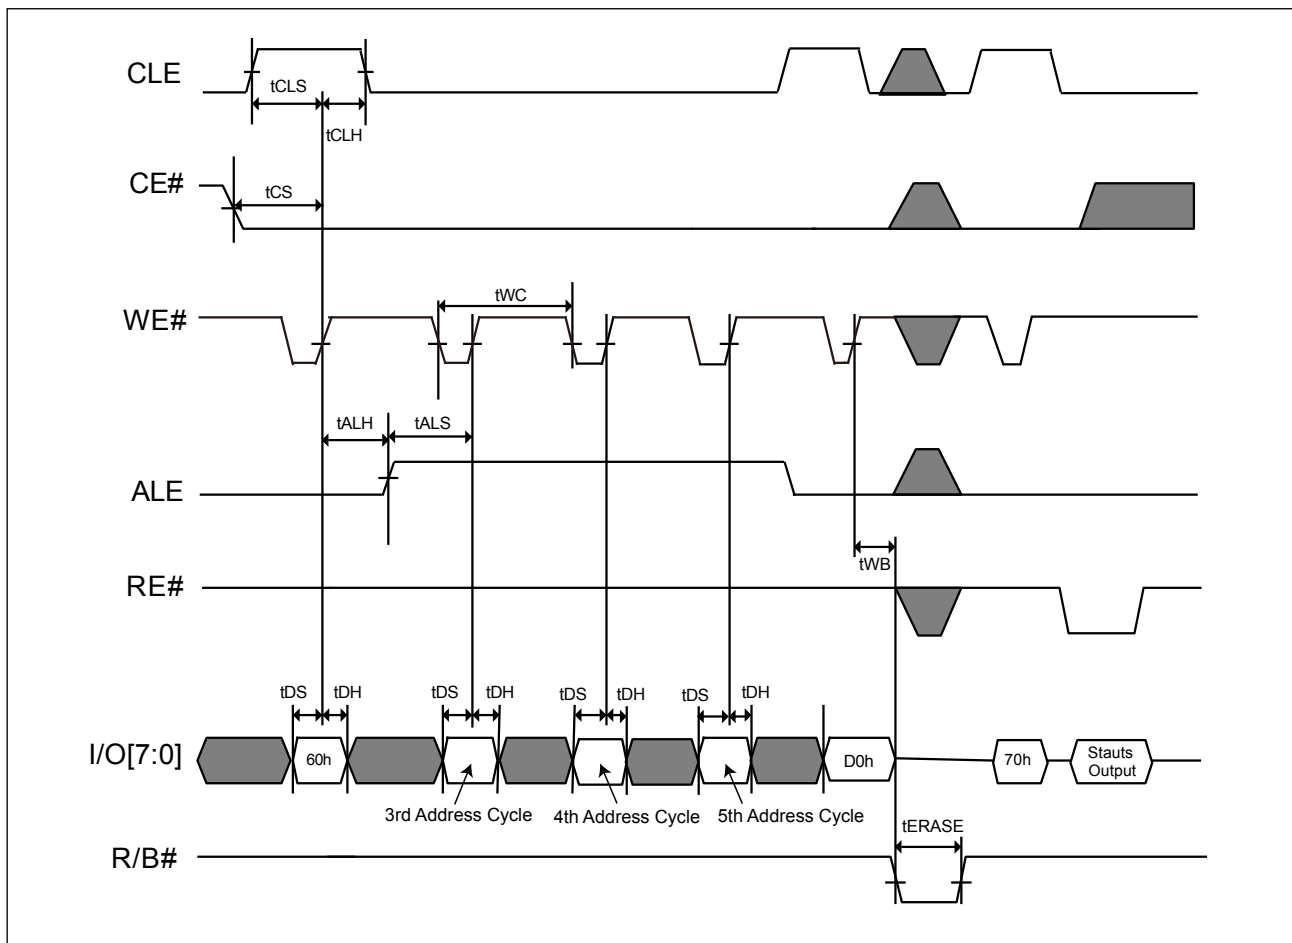 CLE
tCLS
tCLH
CE#
tCS
WE#
tWC
tALH
tALS
ALE
tWB
RE#
tDS
tDH
tDS
tDH
tDS
tDH
tDS
tDH
I/O[7:0]
60h
D0h
70h
Stauts
Output
3rd Address Cycle
4th Address Cycle
5th Address Cycle
tERASE
R/B#